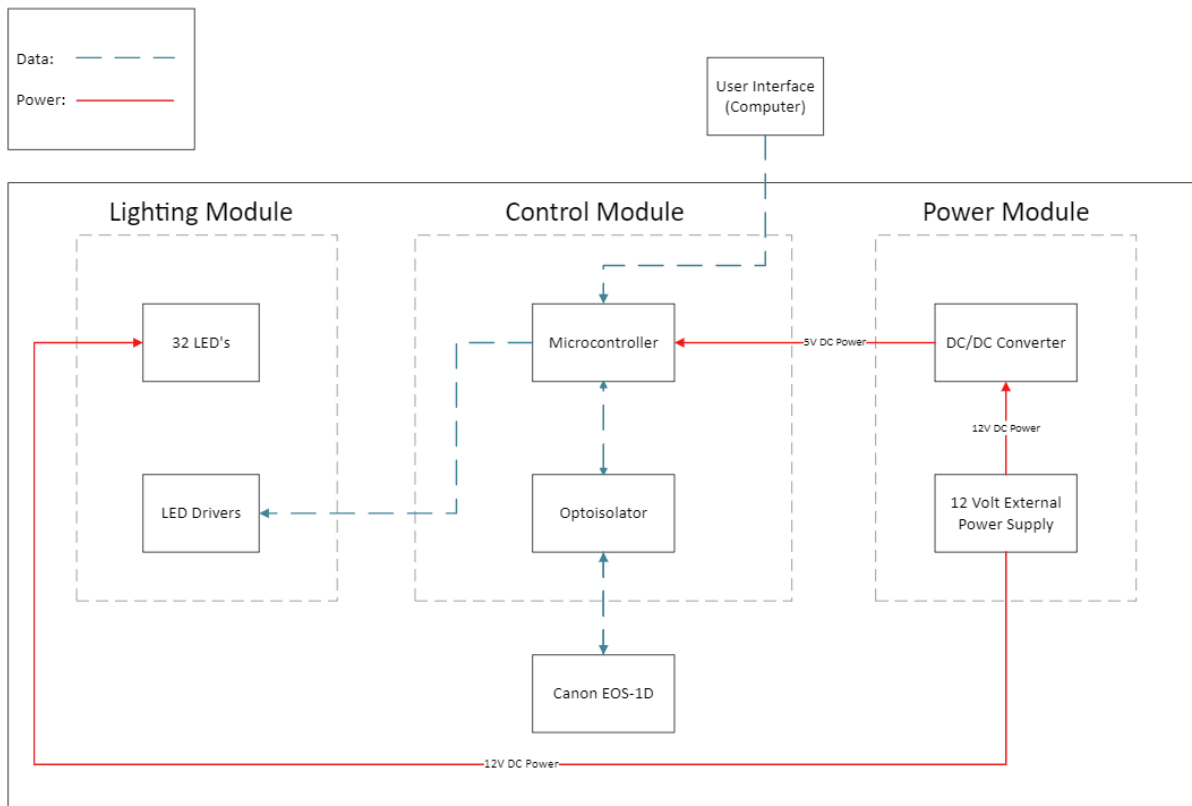 Data:
Power:
User Interface
(Computer)
Lighting Module
Control Module
Power Module
32 LED's
Microcontroller
5V DC Power
DC/DC Converter
12V DC Power
LED Drivers
Optoisolator
12 Volt External
Power Supply
Canon EOS-1D
12V DC Power